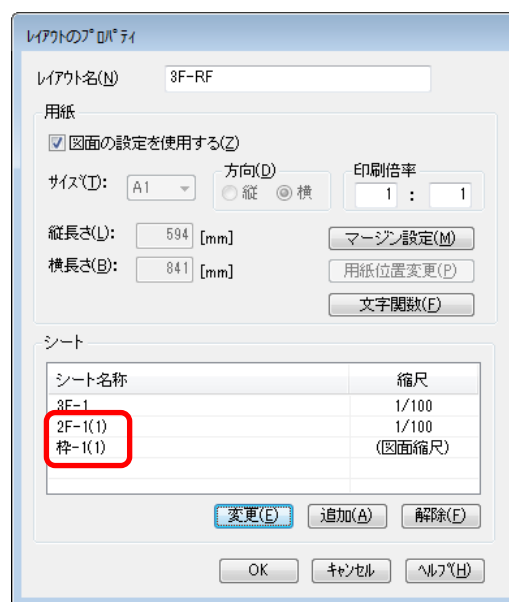 ﾚｲｱｳﾄのﾌﾟﾛﾊﾟﾃｨ
ﾚｲｱｳﾄ名(N) 3F-RF
用紙
図面の設定を使用する(Z)
ｻｲｽﾞ(T): A1 方向(D) 縦 横 印刷倍率 1 : 1
縦長さ(L): 594 [mm] マージン設定(M)
横長さ(B): 841 [mm] 用紙位置変更(P)
文字関数(F)
シート
シート名称 縮尺
3F-1 1/100
2F-1(1) 1/100
枠-1(1) (図面縮尺)
変更(E) 追加(A) 解除(F)
OK ｷｬﾝｾﾙ ﾍﾙﾌﾟ(H)